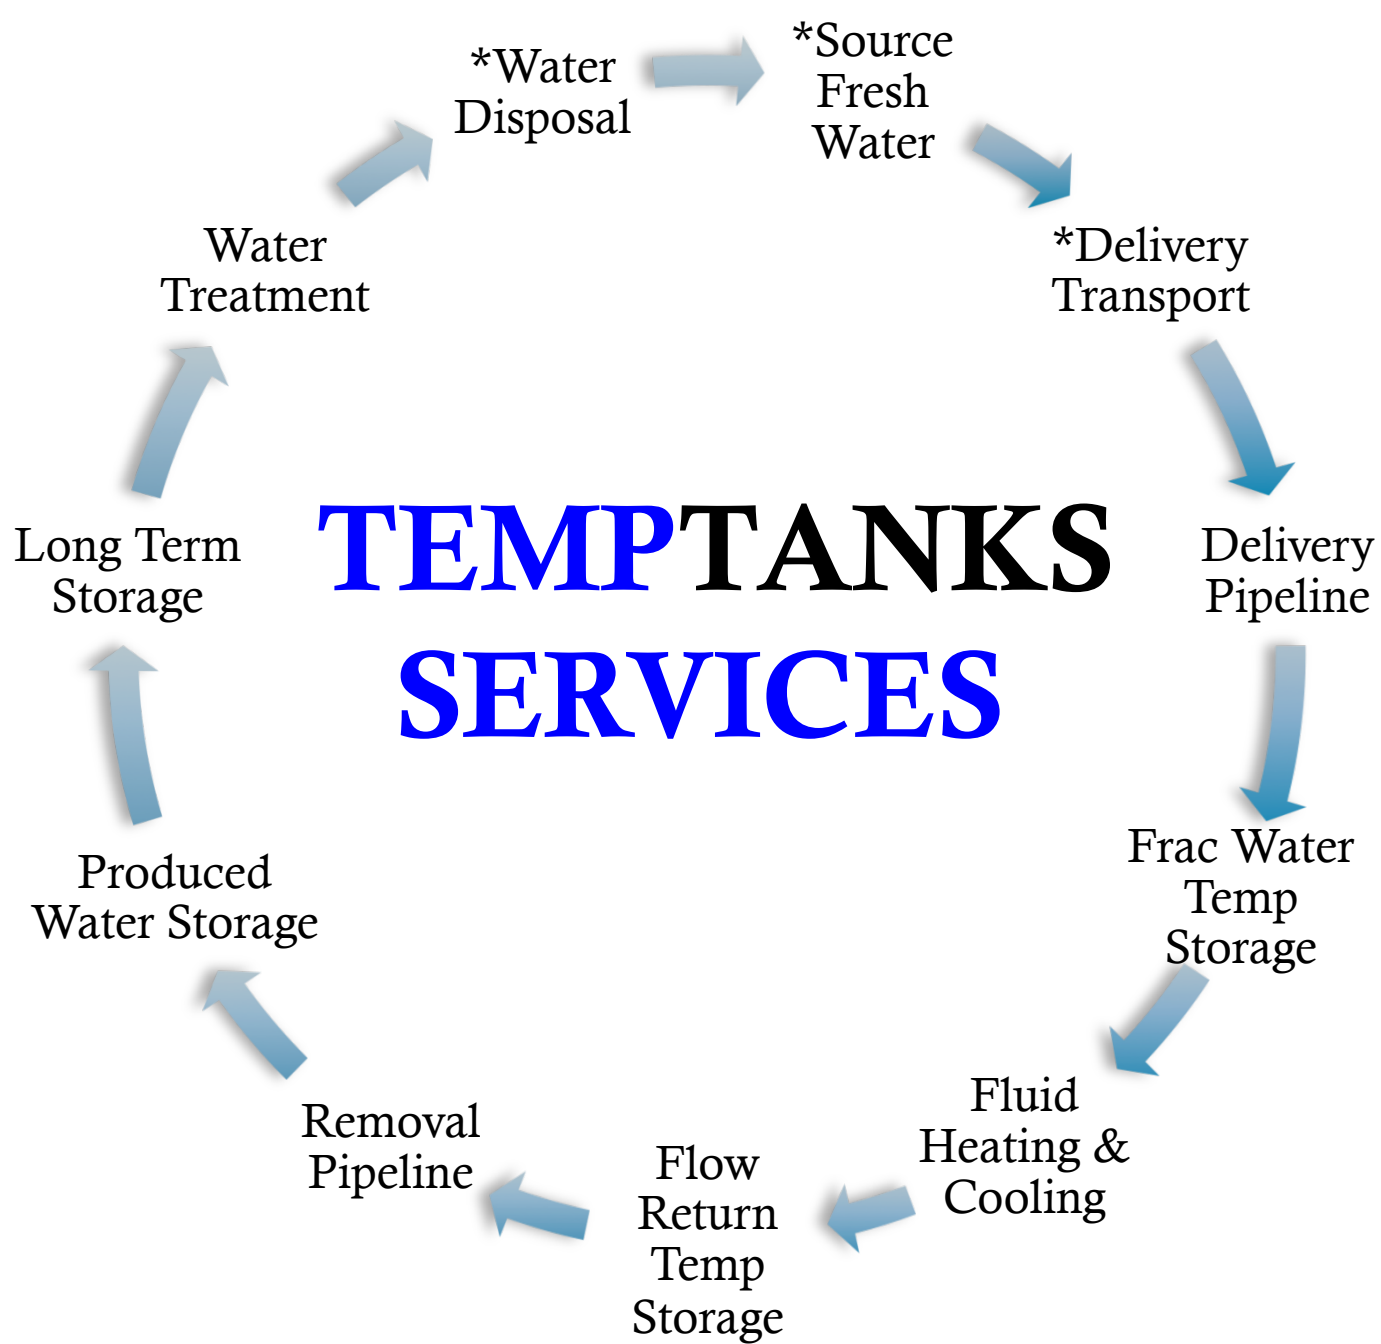 *Source
Fresh
Water
*Delivery
Transport
Delivery
Pipeline
Frac Water
Temp
Storage
Fluid
Heating &
Cooling
Flow
Return
Temp
Storage
Removal
Pipeline
Produced
Water Storage
Long Term
Storage
Water
Treatment
*Water
Disposal
TEMPTANKS
SERVICES